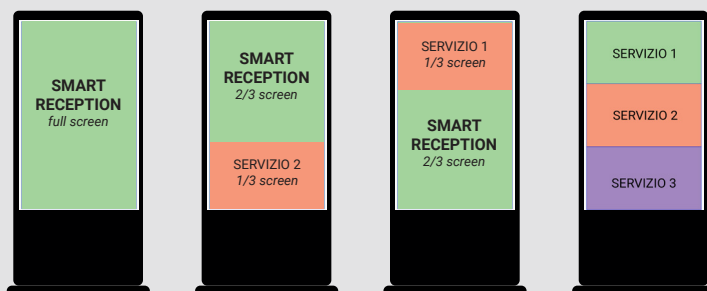 SMART
RECEPTION
full screen
SMART
RECEPTION
2/3 screen
SERVIZIO 2
1/3 screen
SERVIZIO 1
1/3 screen
SMART
RECEPTION
2/3 screen
SERVIZIO 1
SERVIZIO 2
SERVIZIO 3